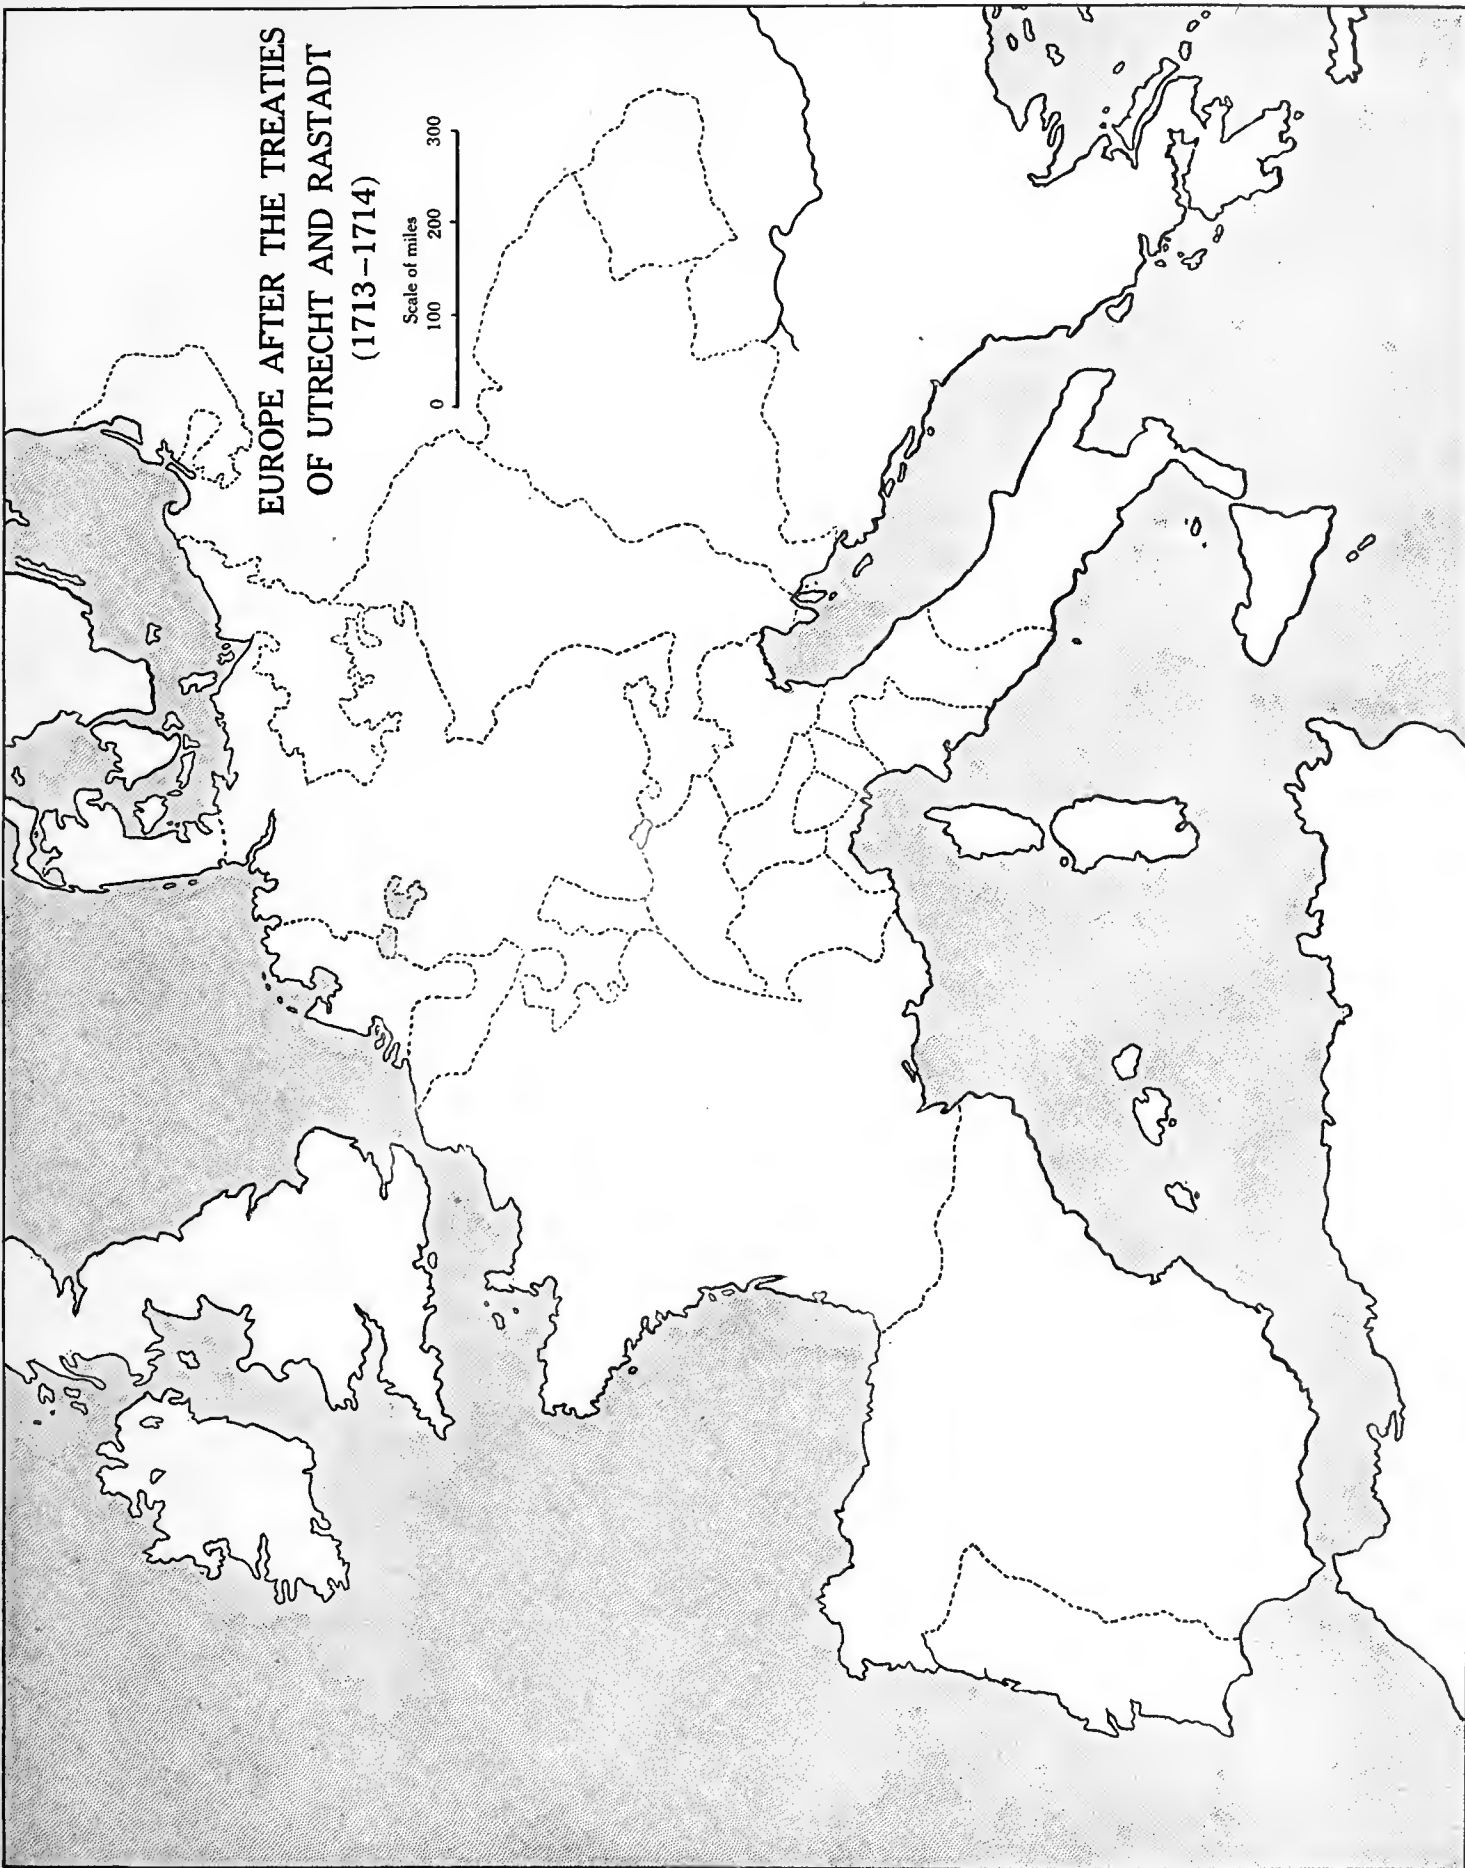 EUROPE AFTER THE TREATIES
OF UTRECHT AND RASTADT
(1713–1714)
Scale of miles
0 100 200 300